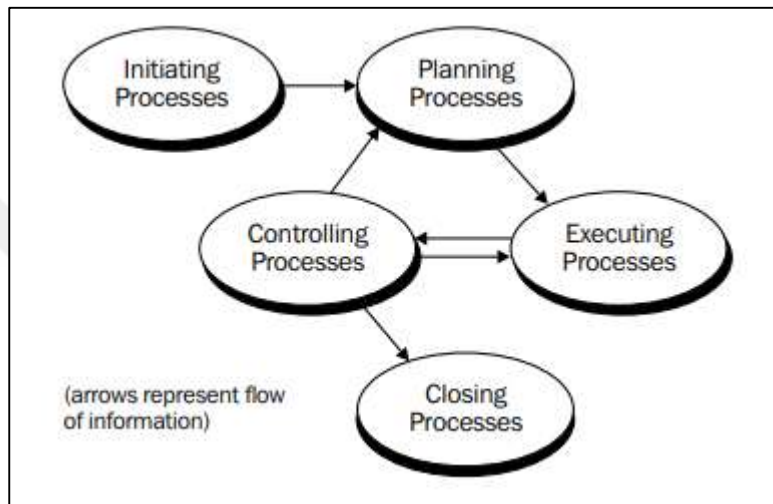 Initiating
Processes
Planning
Processes
Controlling
Processes
Executing
Processes
(arrows represent flow
of information)
Closing
Processes